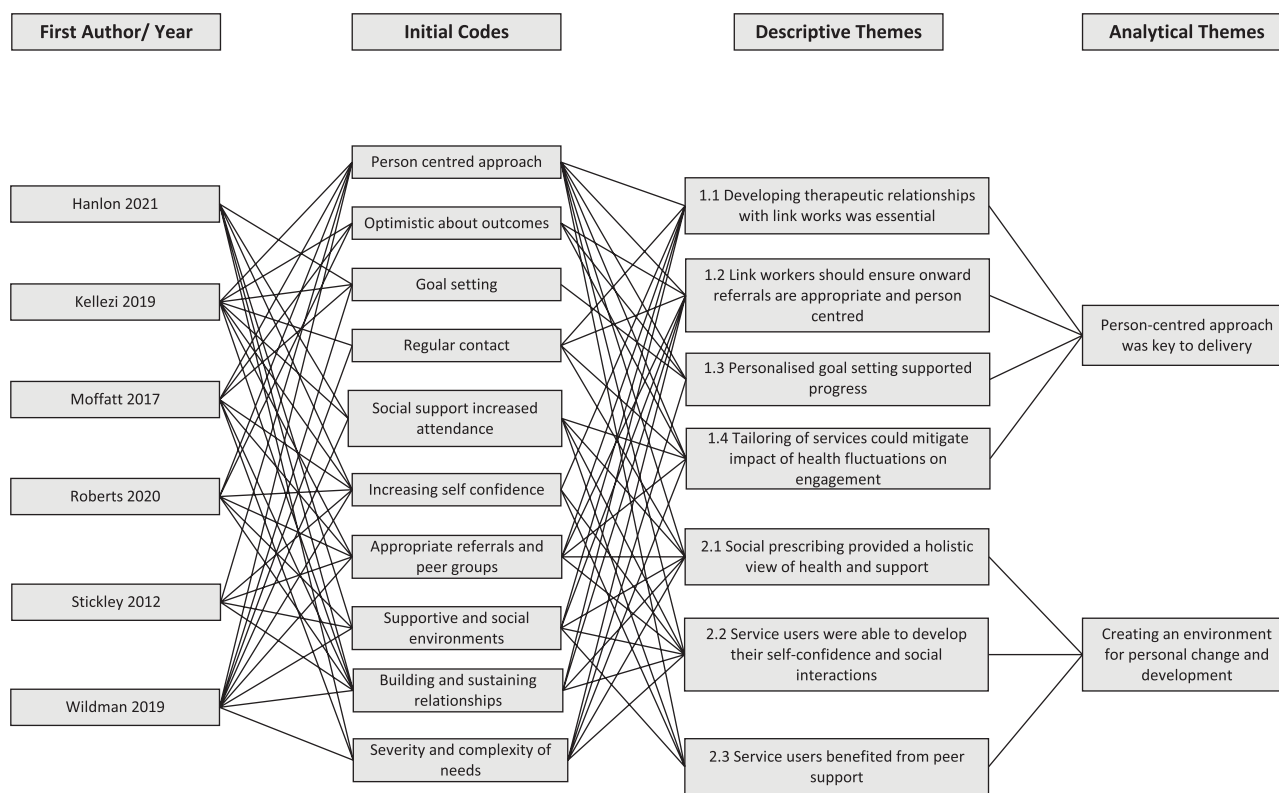 First Author/ Year
Initial Codes
Descriptive Themes
Analytical Themes
Hanlon 2021
Kellezi 2019
Moffatt 2017
Roberts 2020
Stickley 2012
Wildman 2019
Person centred approach
Optimistic about outcomes
Goal setting
Regular contact
Social support increased
attendance
Increasing self confidence
Appropriate referrals and
peer groups
Supportive and social
environments
Building and sustaining
relationships
Severity and complexity of
needs
1.1 Developing therapeutic relationships
with link works was essential
1.2 Link workers should ensure onward
referrals are appropriate and person
centred
1.3 Personalised goal setting supported
progress
1.4 Tailoring of services could mitigate
impact of health fluctuations on
engagement
2.1 Social prescribing provided a holistic
view of health and support
2.2 Service users were able to develop
their self-confidence and social
interactions
2.3 Service users benefited from peer
support
Person-centred approach
was key to delivery
Creating an environment
for personal change and
development